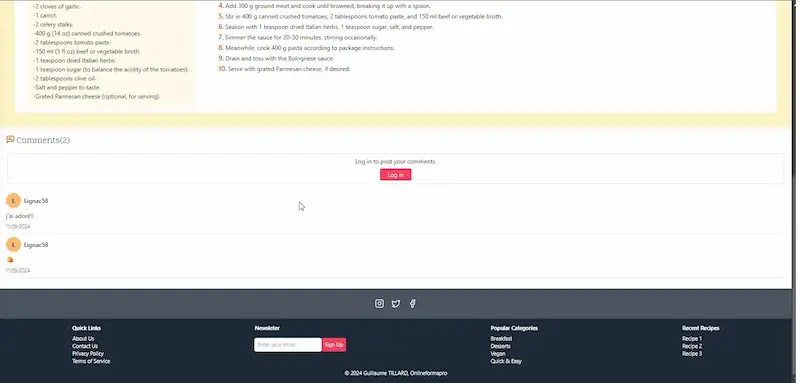 -2 cloves of garlic.
-1 carrot.
-2 celery stalks.
-400 g (14 oz) canned crushed tomatoes.
-2 tablespoons tomato paste.
-150 ml (5 fl oz) beef or vegetable broth.
-1 teaspoon dried Italian herbs.
-1 teaspoon sugar (to balance the acidity of the tomatoes).
-2 tablespoons olive oil.
-Salt and pepper to taste.
-Grated Parmesan cheese (optional, for serving).
4. Add 300 g ground meat and cook until browned, breaking it up with a spoon.
5. Stir in 400 g canned crushed tomatoes, 2 tablespoons tomato paste, and 150 ml beef or vegetable broth.
6. Season with 1 teaspoon dried Italian herbs, 1 teaspoon sugar, salt, and pepper.
7. Simmer the sauce for 20-30 minutes, stirring occasionally.
8. Meanwhile, cook 400 g pasta according to package instructions.
9. Drain and toss with the Bolognese sauce.
10. Serve with grated Parmesan cheese, if desired.
Comments(2)
Log in to post your comments.
Log in
L Lignac58
j'ai adoré!!
11/09/2024
L Lignac58
11/09/2024
Quick Links
About Us
Contact Us
Privacy Policy
Terms of Service
Newsletter
Enter your email
Sign Up
Popular Categories
Breakfast
Desserts
Vegan
Quick & Easy
Recent Recipes
Recipe 1
Recipe 2
Recipe 3
© 2024 Guillaume TILLARD, Onlineformapro